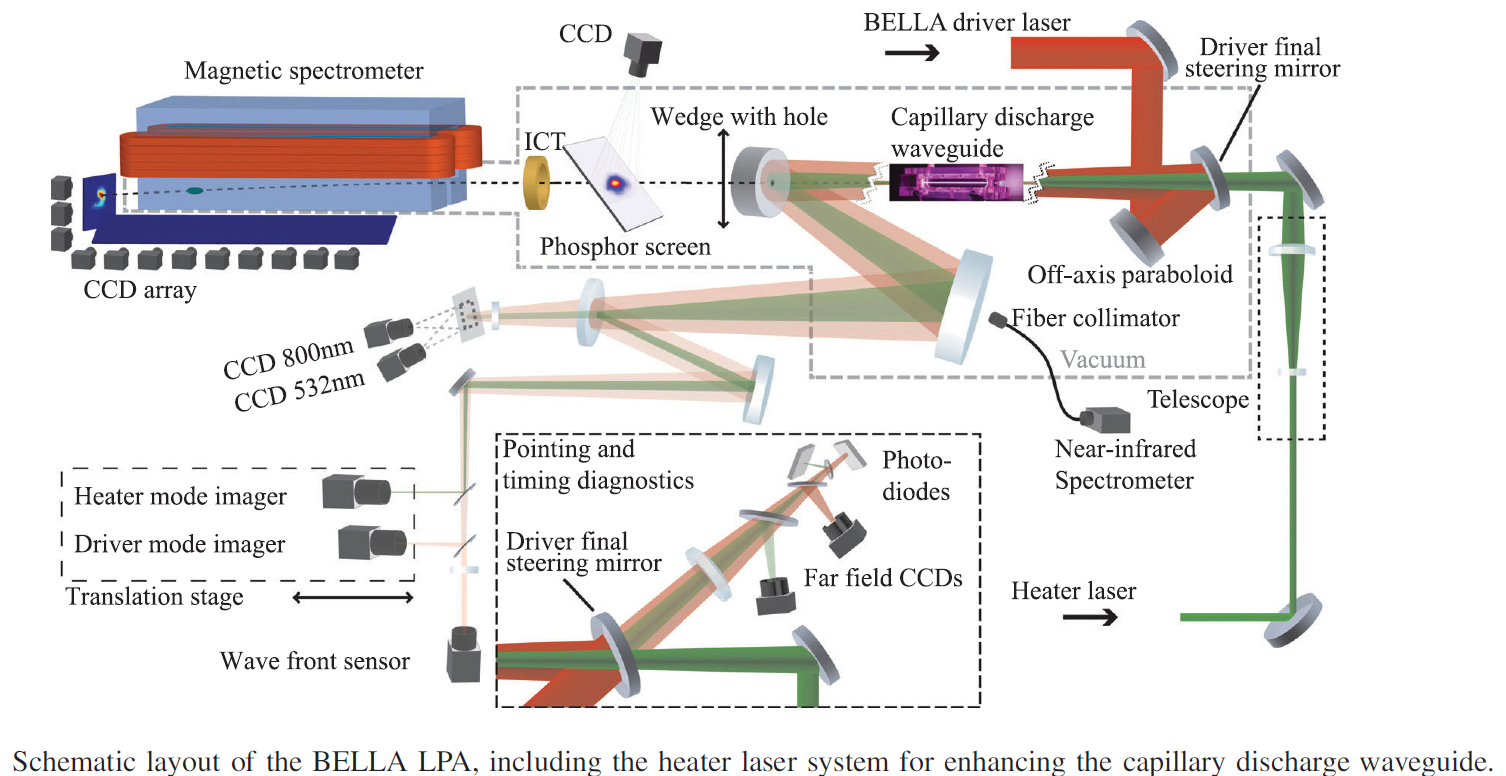 BELLA driver laser
CCD
Driver final
steering mirror
Magnetic spectrometer
Wedge with hole
Capillary discharge
waveguide
ICT
Phosphor screen
CCD array
Off-axis paraboloid
Fiber collimator
Vacuum
CCD 800nm
CCD 532nm
Telescope
Near-infrared
Spectrometer
Pointing and
timing diagnostics
Photo-
diodes
Heater mode imager
Driver mode imager
Driver final
steering mirror
Far field CCDs
Translation stage
Heater laser
Wave front sensor
Schematic layout of the BELLA LPA, including the heater laser system for enhancing the capillary discharge waveguide.